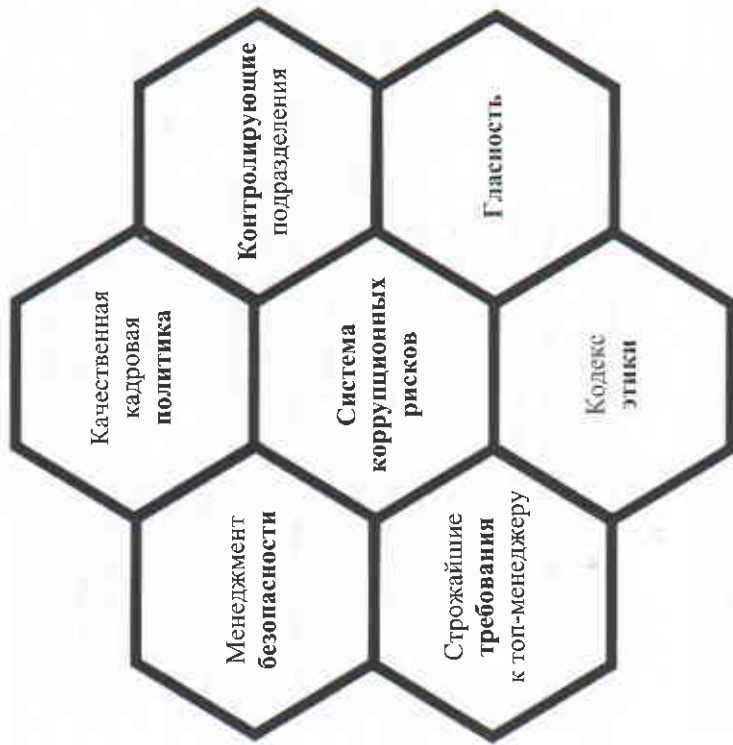 Качественная
кадровая
политика
Менеджмент
безопасности
Контролирующие
подразделения
Система
коррупционных
рисков
Строжайшие
требования
к топ-менеджеру
Гласность
Кодекс
этики